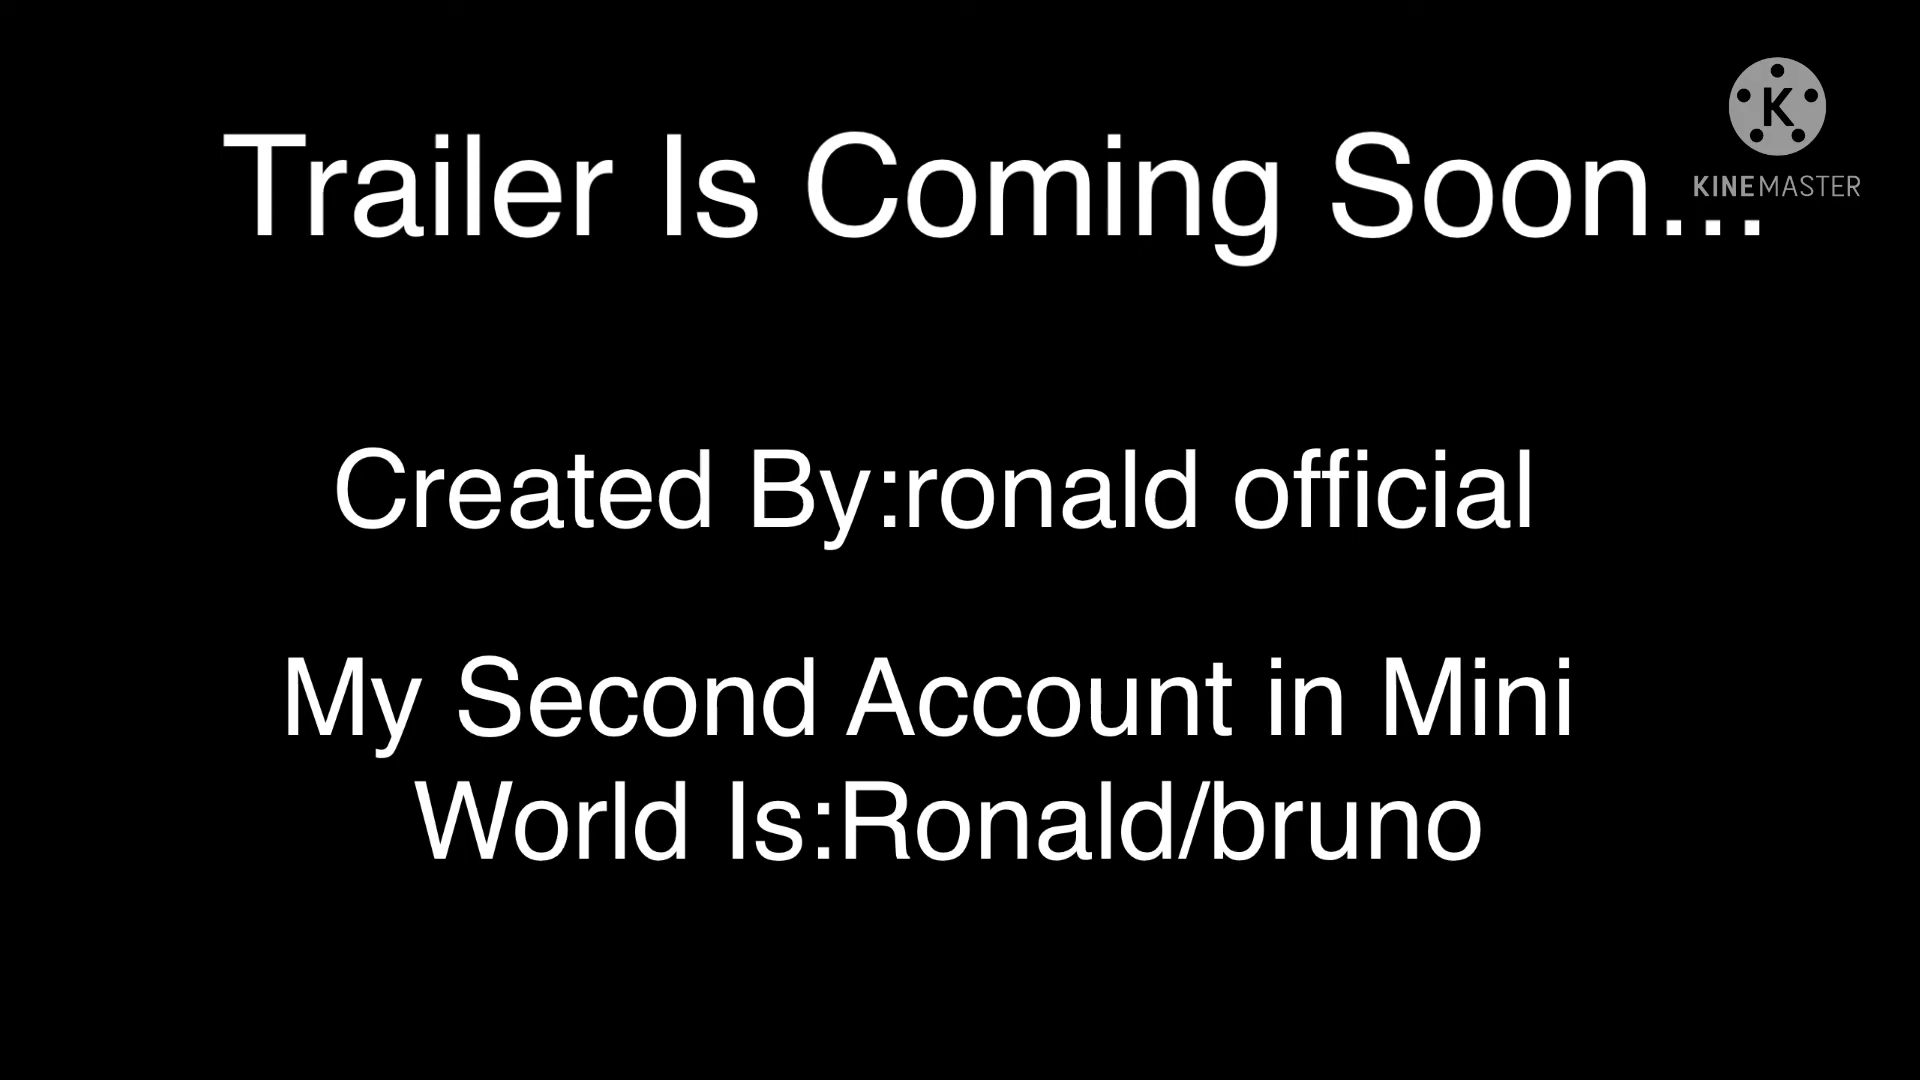 Trailer Is Coming Soon...
K
KINEMASTER
Created By:ronald official
My Second Account in Mini
World Is:Ronald/bruno